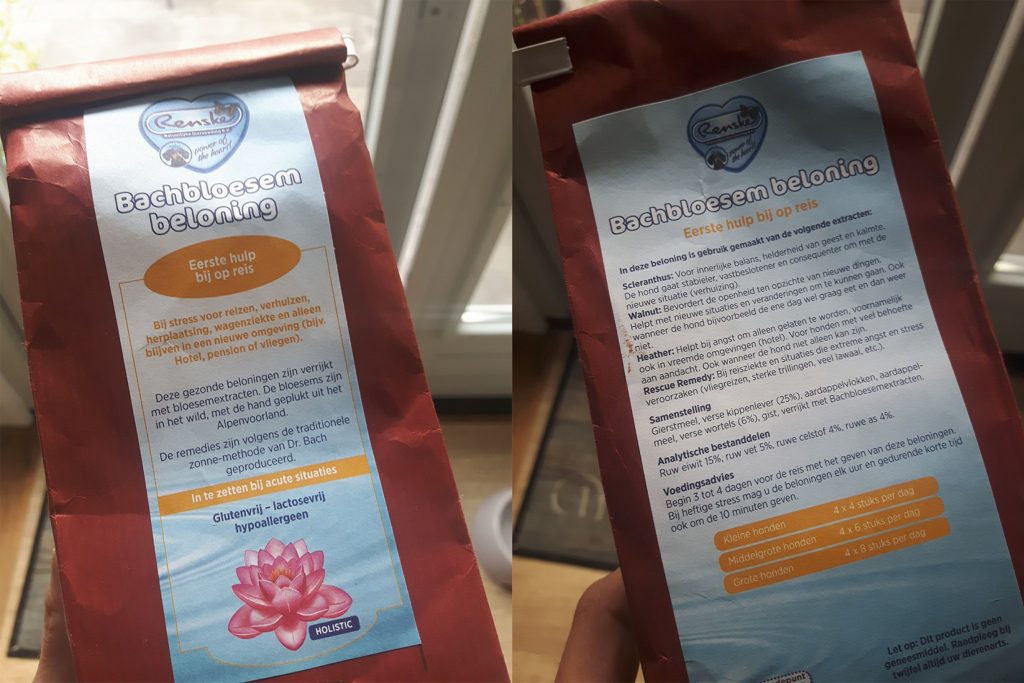 Renske
Natuurlijke Diervoeding B.V.
power of
the heart
Bachbloesem
beloning
Eerste hulp
bij op reis
Bij stress voor reizen, verhuizen,
herplaatsing, wagenziekte en alleen
blijven in een nieuwe omgeving (bijv.
Hotel, pension of vliegen).
Deze gezonde beloningen zijn verrijkt
met bloesemextracten. De bloesems zijn
in het wild, met de hand geplukt uit het
Alpenvoorland.
De remedies zijn volgens de traditionele
zonne-methode van Dr. Bach
geproduceerd.
In te zetten bij acute situaties
Glutenvrij – lactosevrij
hypoallergeen
HOLISTIC
Renske
power of
the heart
Bachbloesem beloning
Eerste hulp bij op reis
In deze beloning is gebruik gemaakt van de volgende extracten:
Scleranthus: Voor innerlijke balans, helderheid van geest en kalmte.
De hond gaat stabieler, vastbeslotener en consequenter om met de
nieuwe situatie (verhuizing).
Walnut: Bevordert de openheid ten opzichte van nieuwe dingen.
Helpt met nieuwe situaties en veranderingen om te kunnen gaan. Ook
wanneer de hond bijvoorbeeld de ene dag wel graag eet en dan weer
niet.
Heather: Helpt bij angst om alleen gelaten te worden, voornamelijk
ook in vreemde omgevingen (hotel). Voor honden met veel behoefte
aan aandacht. Ook wanneer de hond niet alleen kan zijn.
Rescue Remedy: Bij reisziekte en situaties die extreme angst en stress
veroorzaken (vliegreizen, sterke trillingen, veel lawaai, etc.).
Samenstelling
Gierstmeel, verse kippenlever (25%), aardappelvlokken, aardappel-
meel, verse wortels (6%), gist, verrijkt met Bachbloesemextracten.
Analytische bestanddelen
Ruw eiwit 15%, ruw vet 5%, ruwe celstof 4%, ruwe as 4%.
Voedingsadvies
Begin 3 tot 4 dagen voor de reis met het geven van deze beloningen.
Bij heftige stress mag u de beloningen elk uur en gedurende korte tijd
ook om de 10 minuten geven.
Kleine honden 4 x 4 stuks per dag
Middelgrote honden 4 x 6 stuks per dag
Grote honden 4 x 8 stuks per dag
Let op: Dit product is geen
geneesmiddel. Raadpleeg bij
twijfel altijd uw dierenarts.